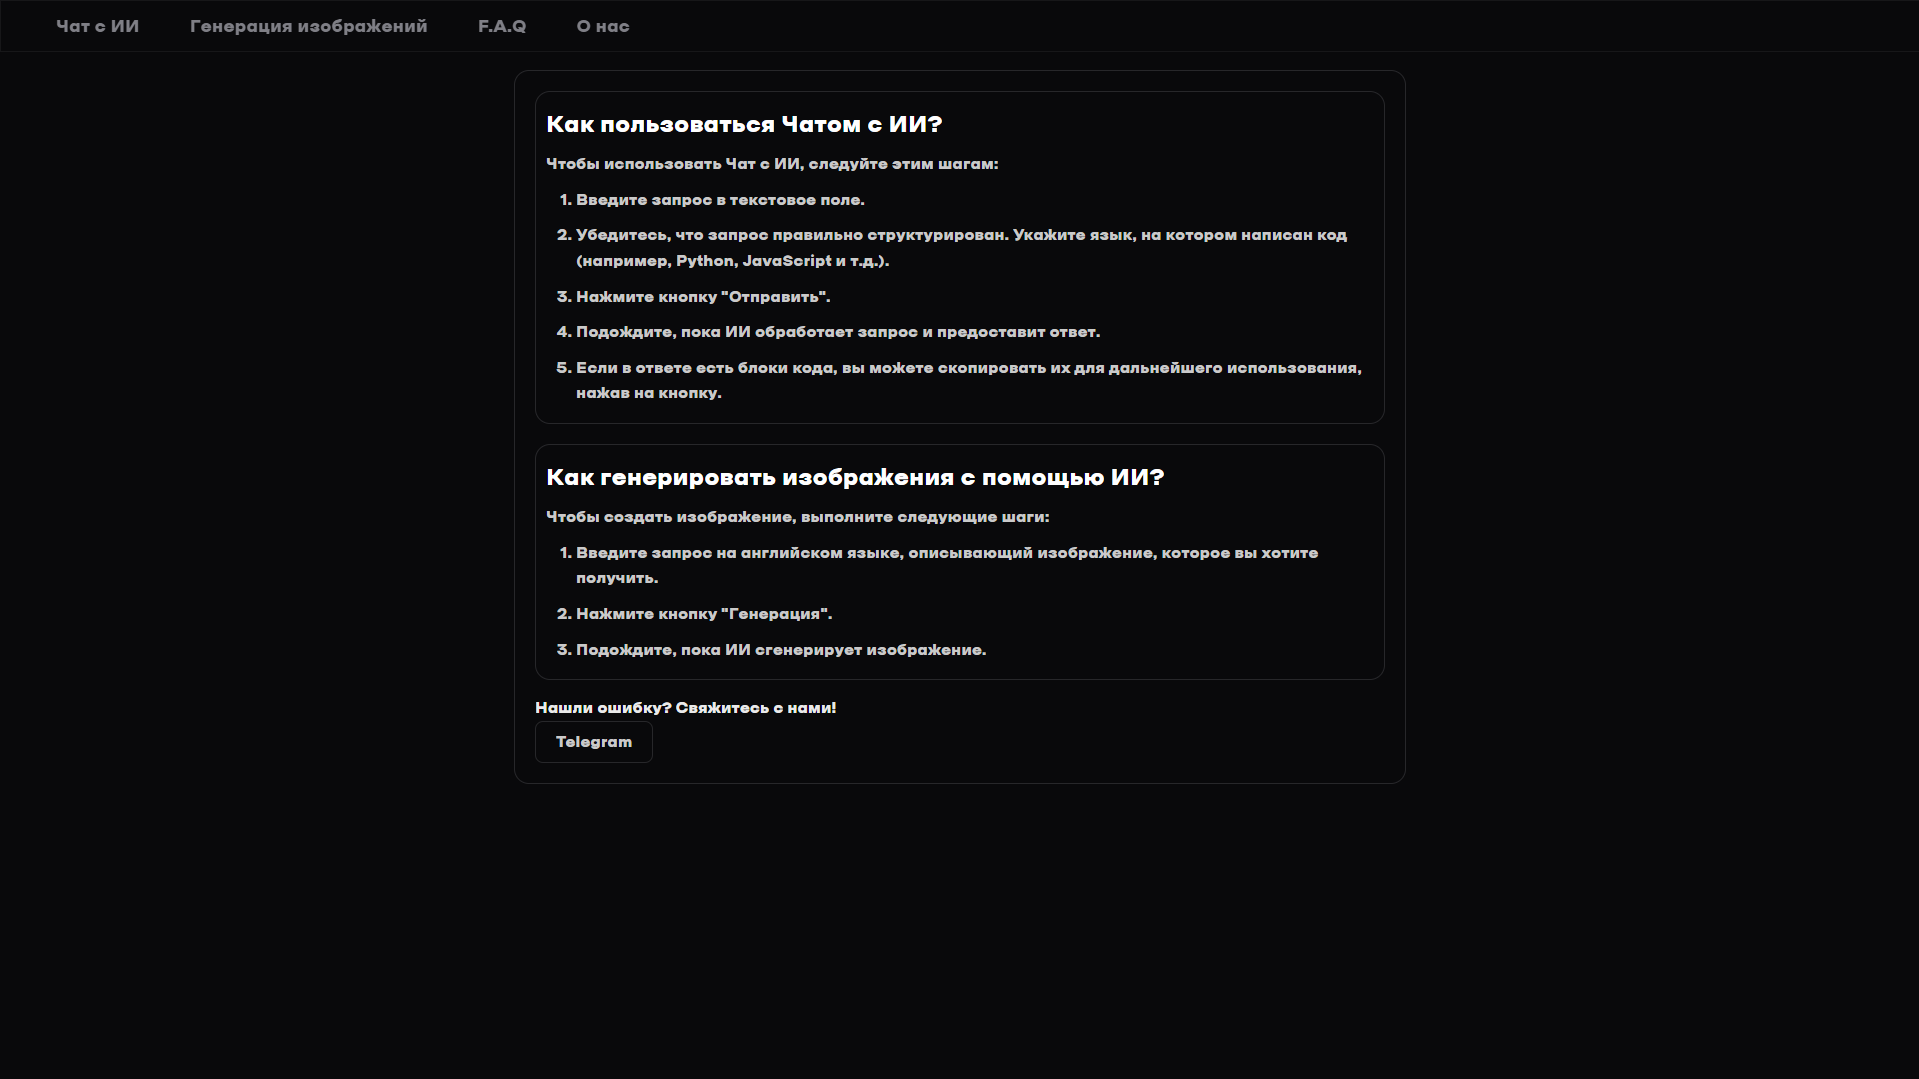 Чат с ИИ
Генерация изображений
F.A.Q
О нас
Как пользоваться Чатом с ИИ?
Чтобы использовать Чат с ИИ, следуйте этим шагам:
1. Введите запрос в текстовое поле.
2. Убедитесь, что запрос правильно структурирован. Укажите язык, на котором написан код
(например, Python, JavaScript и т.д.).
3. Нажмите кнопку "Отправить".
4. Подождите, пока ИИ обработает запрос и предоставит ответ.
5. Если в ответе есть блоки кода, вы можете скопировать их для дальнейшего использования,
нажав на кнопку.
Как генерировать изображения с помощью ИИ?
Чтобы создать изображение, выполните следующие шаги:
1. Введите запрос на английском языке, описывающий изображение, которое вы хотите
получить.
2. Нажмите кнопку "Генерация".
3. Подождите, пока ИИ сгенерирует изображение.
Нашли ошибку? Свяжитесь с нами!
Telegram